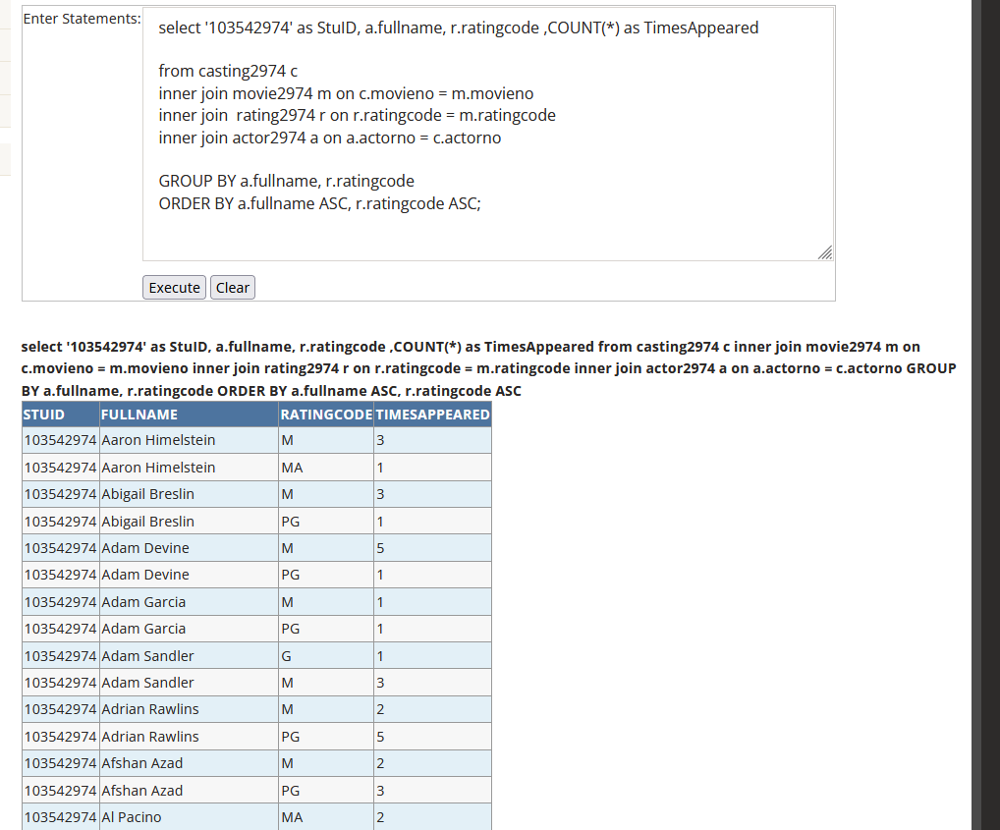 Enter Statements:
select '103542974' as StuID, a.fullname, r.ratingcode ,COUNT(*) as TimesAppeared
from casting2974 c
inner join movie2974 m on c.movieno = m.movieno
inner join  rating2974 r on r.ratingcode = m.ratingcode
inner join actor2974 a on a.actorno = c.actorno
GROUP BY a.fullname, r.ratingcode
ORDER BY a.fullname ASC, r.ratingcode ASC;
Execute Clear
select '103542974' as StuID, a.fullname, r.ratingcode ,COUNT(*) as TimesAppeared from casting2974 c inner join movie2974 m on
c.movieno = m.movieno inner join rating2974 r on r.ratingcode = m.ratingcode inner join actor2974 a on a.actorno = c.actorno GROUP
BY a.fullname, r.ratingcode ORDER BY a.fullname ASC, r.ratingcode ASC
STUID FULLNAME RATINGCODE TIMESAPPEARED
103542974 Aaron Himelstein M 3
103542974 Aaron Himelstein MA 1
103542974 Abigail Breslin M 3
103542974 Abigail Breslin PG 1
103542974 Adam Devine M 5
103542974 Adam Devine PG 1
103542974 Adam Garcia M 1
103542974 Adam Garcia PG 1
103542974 Adam Sandler G 1
103542974 Adam Sandler M 3
103542974 Adrian Rawlins M 2
103542974 Adrian Rawlins PG 5
103542974 Afshan Azad M 2
103542974 Afshan Azad PG 3
103542974 Al Pacino MA 2